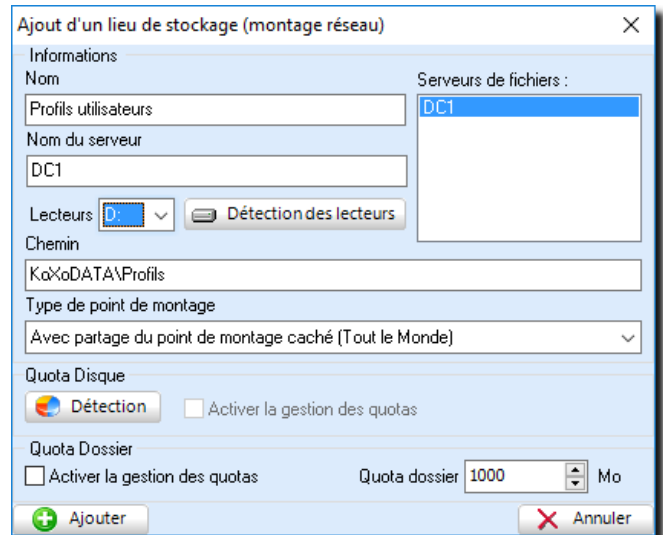 Ajout d'un lieu de stockage (montage réseau)
Informations
Nom
Profils utilisateurs
Nom du serveur
DC1
Lecteurs D: Détection des lecteurs
Serveurs de fichiers :
DC1
Chemin
KoXoDATA\Profils
Type de point de montage
Avec partage du point de montage caché (Tout le Monde)
Quota Disque
Détection Activer la gestion des quotas
Quota Dossier
Activer la gestion des quotas Quota dossier 1000 Mo
Ajouter Annuler